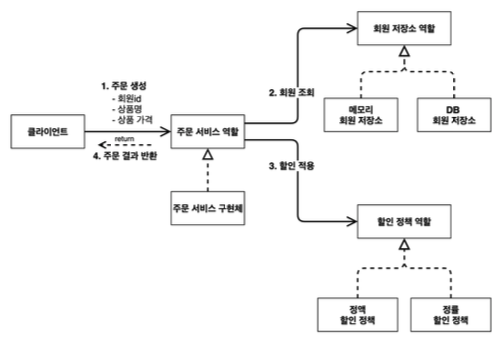 회원 저장소 역할
1. 주문 생성
- 회원id
- 상품명
- 상품 가격
2. 회원 조회
메모리
회원 저장소
DB
회원 저장소
클라이언트
주문 서비스 역할
return
4. 주문 결과 반환
3. 할인 적용
주문 서비스 구현체
할인 정책 역할
정액
할인 정책
정률
할인 정책